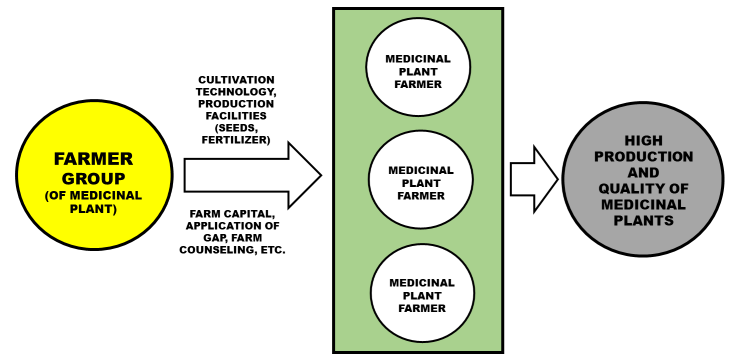 FARMER
GROUP
(OF MEDICINAL
PLANT)
CULTIVATION
TECHNOLOGY,
PRODUCTION
FACILITIES
(SEEDS,
FERTILIZER)
FARM CAPITAL,
APPLICATION OF
GAP, FARM
COUNSELING, ETC.
MEDICINAL
PLANT
FARMER
MEDICINAL
PLANT
FARMER
MEDICINAL
PLANT
FARMER
HIGH
PRODUCTION
AND
QUALITY OF
MEDICINAL
PLANTS